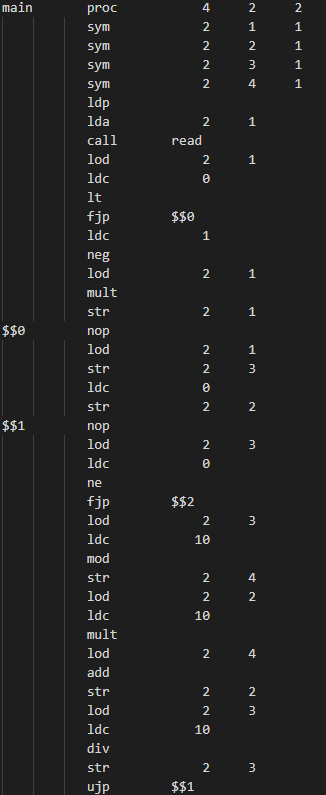 main proc 4 2 2
sym 2 1 1
sym 2 2 1
sym 2 3 1
sym 2 4 1
ldp
lda 2 1
call read
lod 2 1
ldc 0
lt
fjp $$0
ldc 1
neg
lod 2 1
mult
str 2 1
$$0 nop
lod 2 1
str 2 3
ldc 0
str 2 2
$$1 nop
lod 2 3
ldc 0
ne
fjp $$2
lod 2 3
ldc 10
mod
str 2 4
lod 2 2
ldc 10
mult
lod 2 4
add
str 2 2
lod 2 3
ldc 10
div
str 2 3
ujp $$1